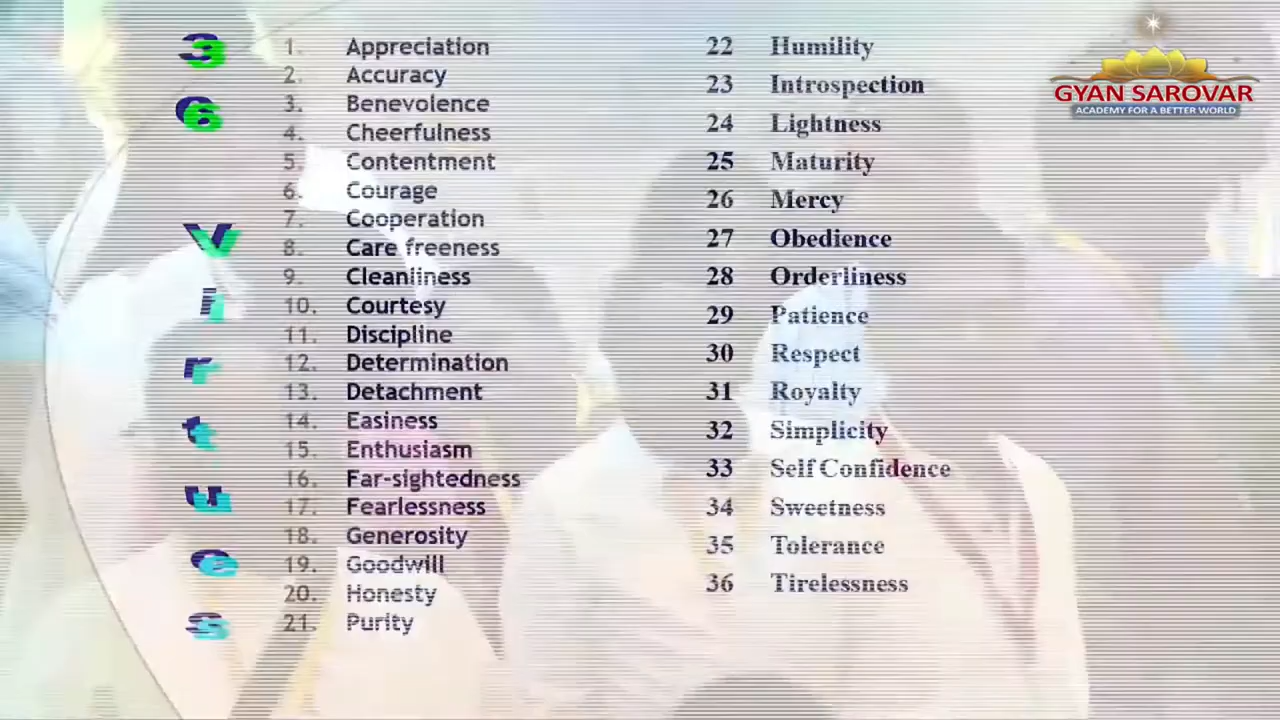 36 Virtues
1. Appreciation
2. Accuracy
3. Benevolence
4. Cheerfulness
5. Contentment
6. Courage
7. Cooperation
8. Care freeness
9. Cleanliness
10. Courtesy
11. Discipline
12. Determination
13. Detachment
14. Easiness
15. Enthusiasm
16. Far-sightedness
17. Fearlessness
18. Generosity
19. Goodwill
20. Honesty
21. Purity
22 Humility
23 Introspection
24 Lightness
25 Maturity
26 Mercy
27 Obedience
28 Orderliness
29 Patience
30 Respect
31 Royalty
32 Simplicity
33 Self Confidence
34 Sweetness
35 Tolerance
36 Tirelessness
GYAN SAROVAR
ACADEMY FOR A BETTER WORLD